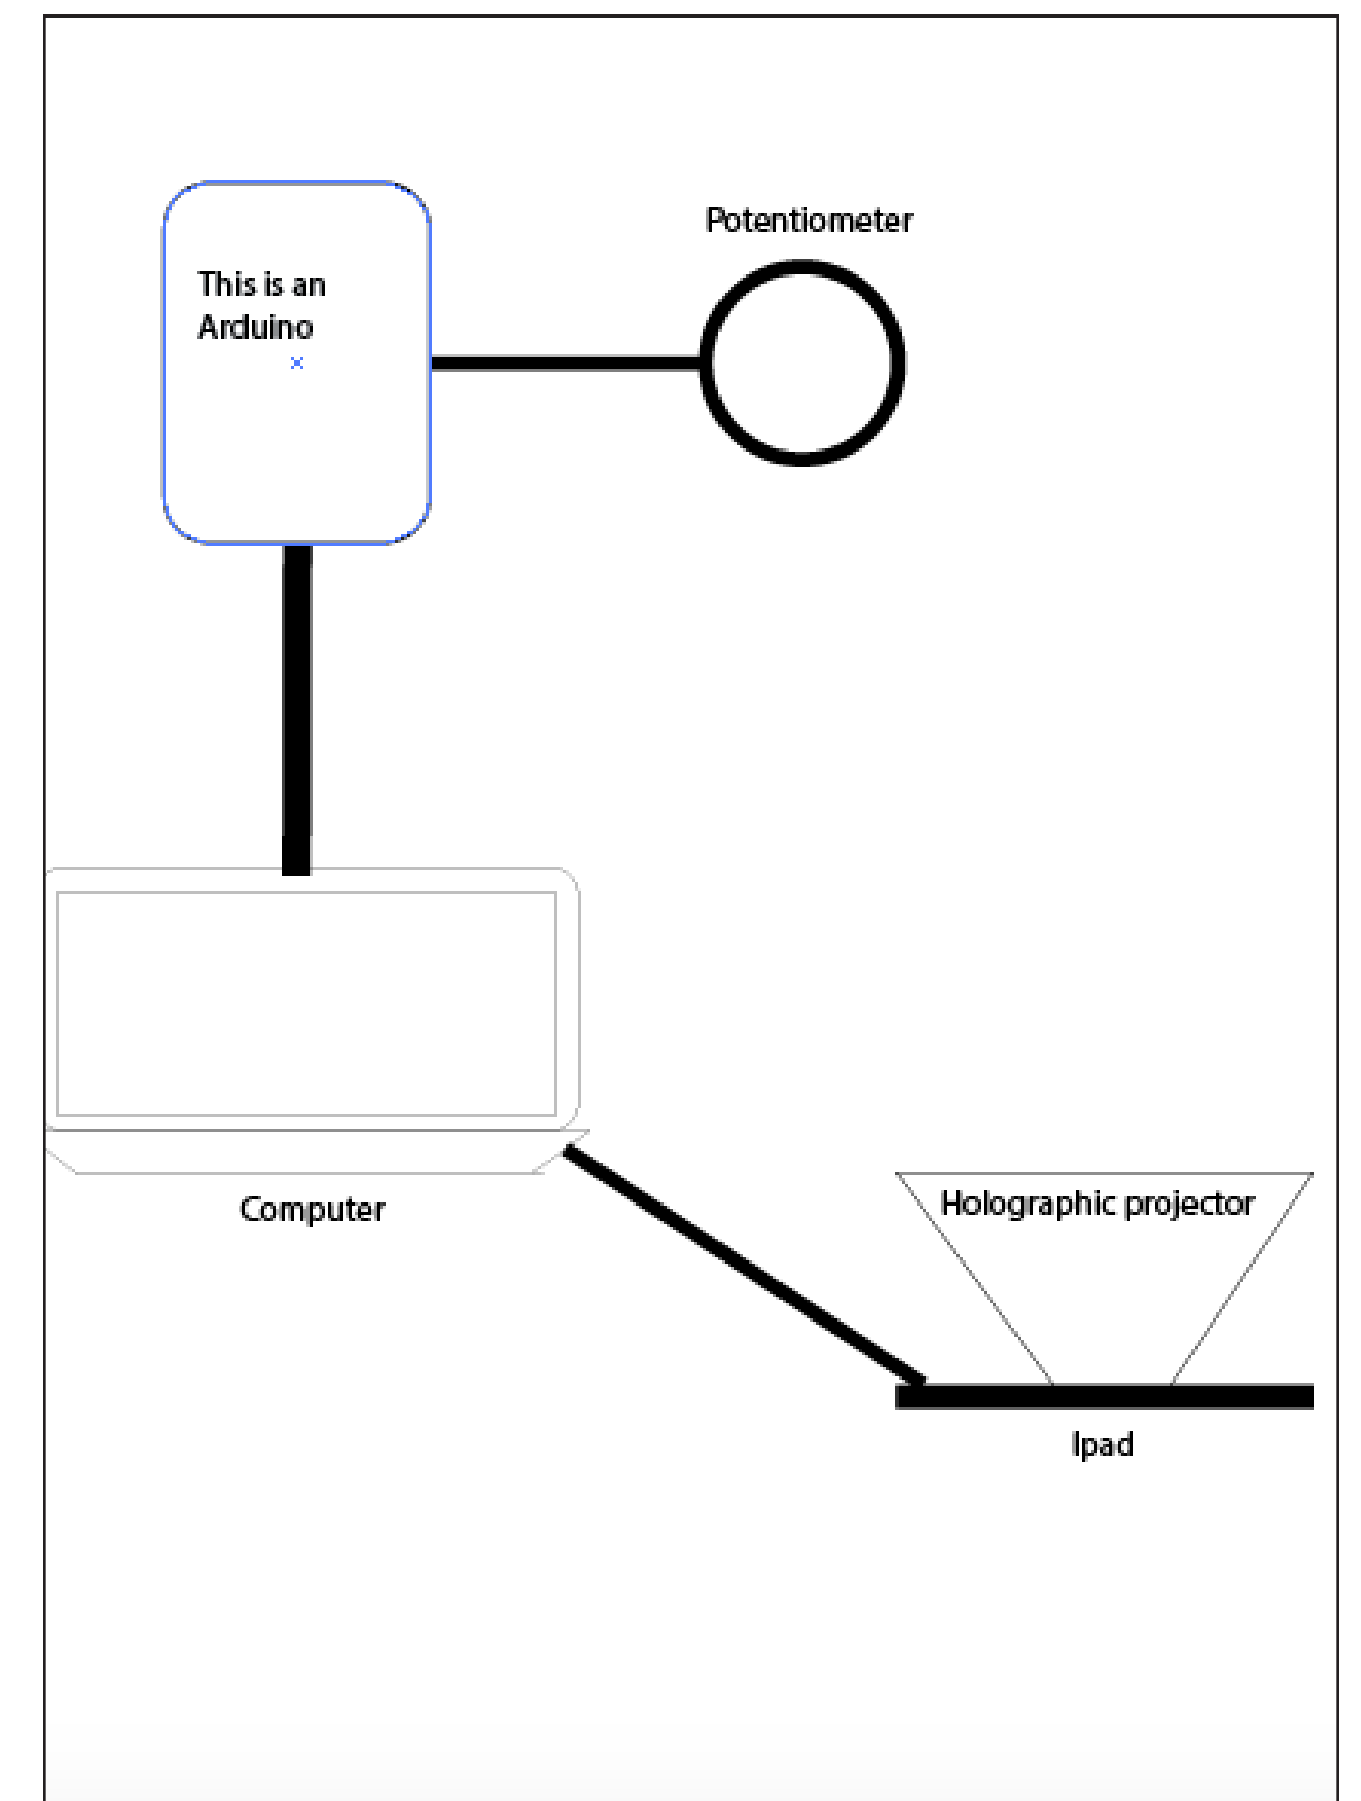 Potentiometer
This is an
Arduino
Computer
Holographic projector
Ipad